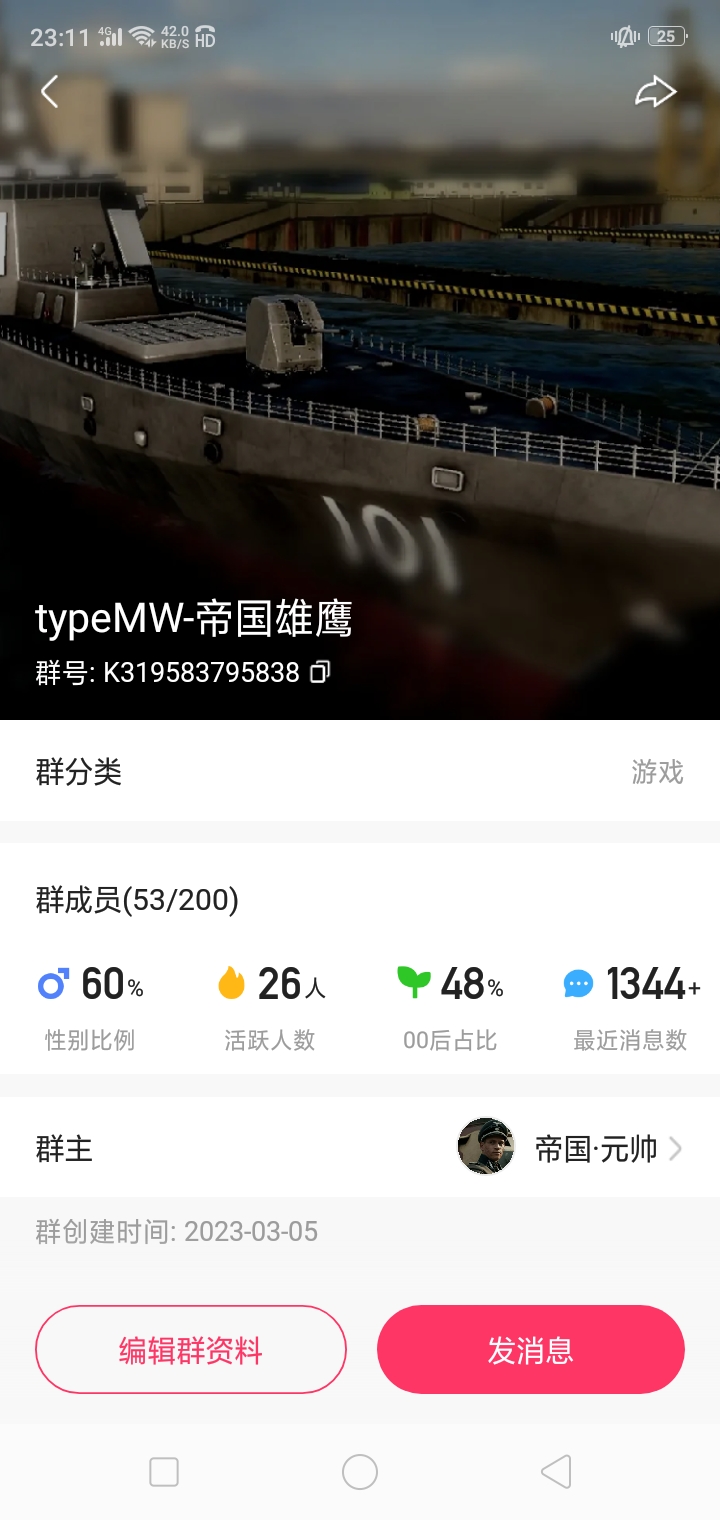 23:11 4G 42.0 KB/S HD 25
101
typeMW-帝国雄鹰
群号: K319583795838
群分类 游戏
群成员(53/200)
60% 26人 48% 1344+
性别比例 活跃人数 00后占比 最近消息数
群主 帝国·元帅
群创建时间: 2023-03-05
编辑群资料 发消息